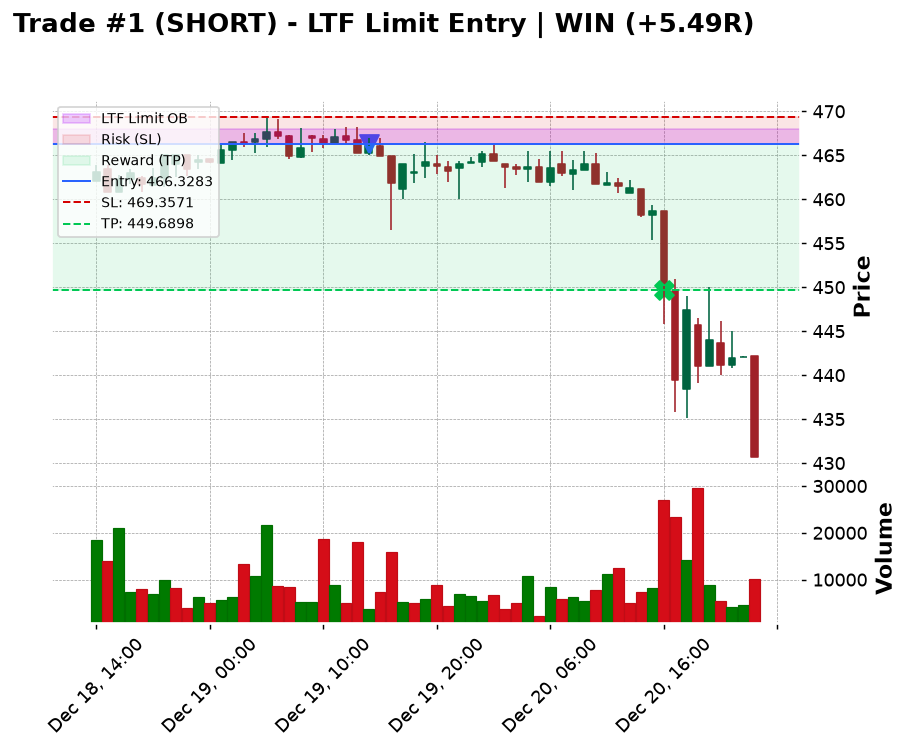 Trade #1 (SHORT) - LTF Limit Entry | WIN (+5.49R)
LTF Limit OB
Risk (SL)
Reward (TP)
Entry: 466.3283
SL: 469.3571
TP: 449.6898
470
465
460
455
450
445
440
435
430
Price
30000
20000
10000
Volume
Dec 18, 14:00
Dec 19, 00:00
Dec 19, 10:00
Dec 19, 20:00
Dec 20, 06:00
Dec 20, 16:00